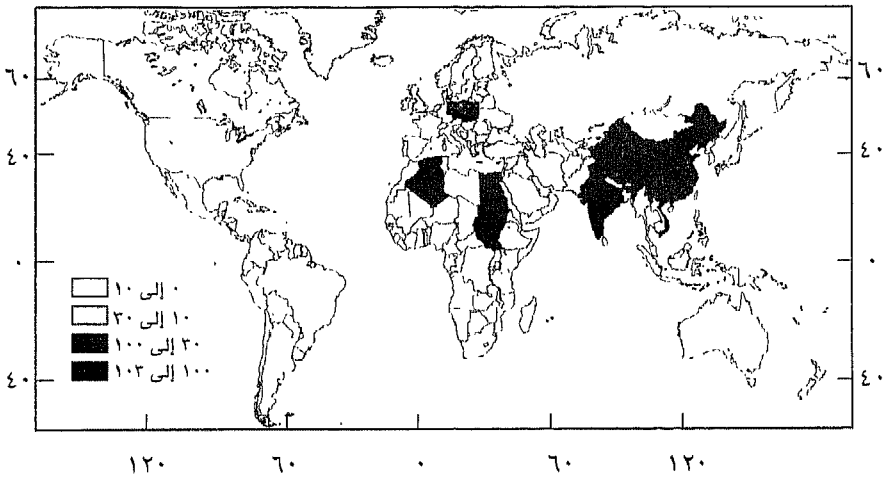 ٦٠ ٦٠
٤٠ ٤٠
٠ ٠
٠ إلى ١٠
١٠ إلى ٣٠
٣٠ إلى ١٠٠
١٠٠ إلى ١٠٣
٤٠ ٤٠
١٢٠ ٦٠ ٠ ٦٠ ١٢٠